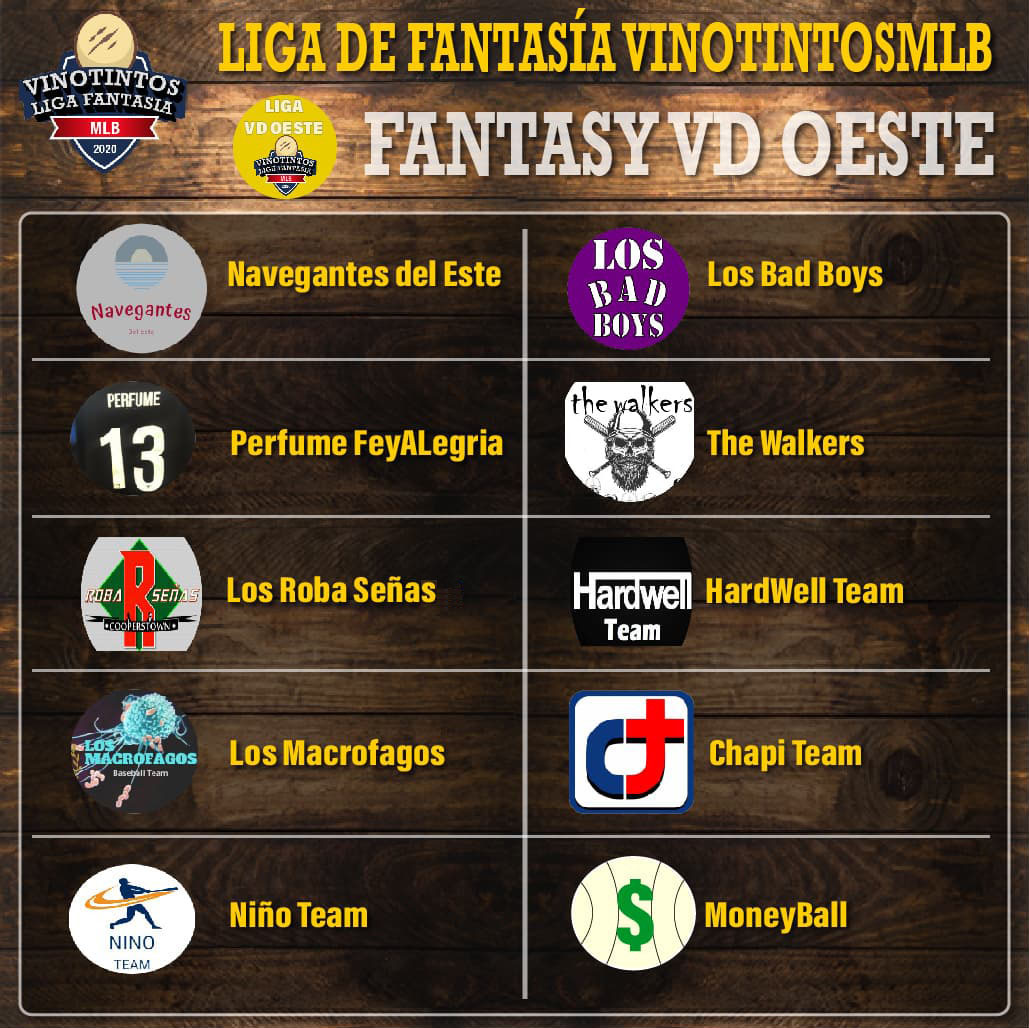 VINOTINTOS
LIGA FANTASIA
MLB
2020
LIGA DE FANTASÍA VINOTINTOSMLB
LIGA
VD OESTE
VINOTINTOS
LIGA FANTASIA
MLB
FANTASY VD OESTE
Navegantes
Del Este
Navegantes del Este
LOS
BAD
BOYS
Los Bad Boys
PERFUME
13
Perfume FeyALegria
the walkers
The Walkers
ROBA R SEÑAS
COOPERSTOWN
Los Roba Señas
Hardwell
Team
HardWell Team
LOS
MACROFAGOS
Baseball Team
Los Macrofagos
CT
Chapi Team
NINO
TEAM
Niño Team
$
MoneyBall